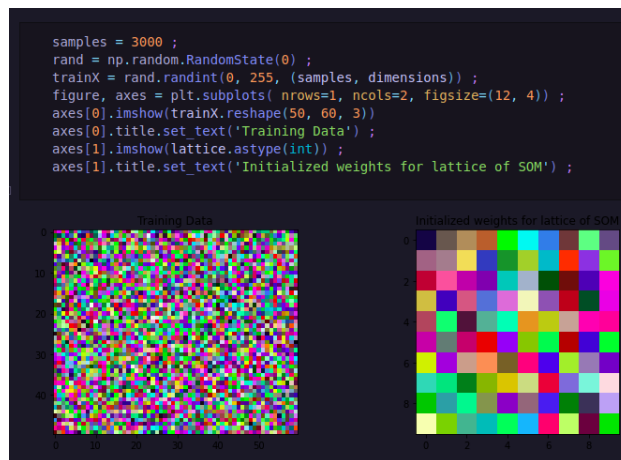 samples = 3000 ;
rand = np.random.RandomState(0) ;
trainX = rand.randint(0, 255, (samples, dimensions)) ;
figure, axes = plt.subplots( nrows=1, ncols=2, figsize=(12, 4)) ;
axes[0].imshow(trainX.reshape(50, 60, 3))
axes[0].title.set_text('Training Data') ;
axes[1].imshow(lattice.astype(int)) ;
axes[1].title.set_text('Initialized weights for lattice of SOM') ;
Training Data
0
10
20
30
40
0 10 20 30 40 50
Initialized weights for lattice of SOM
0
2
4
6
8
0 2 4 6 8